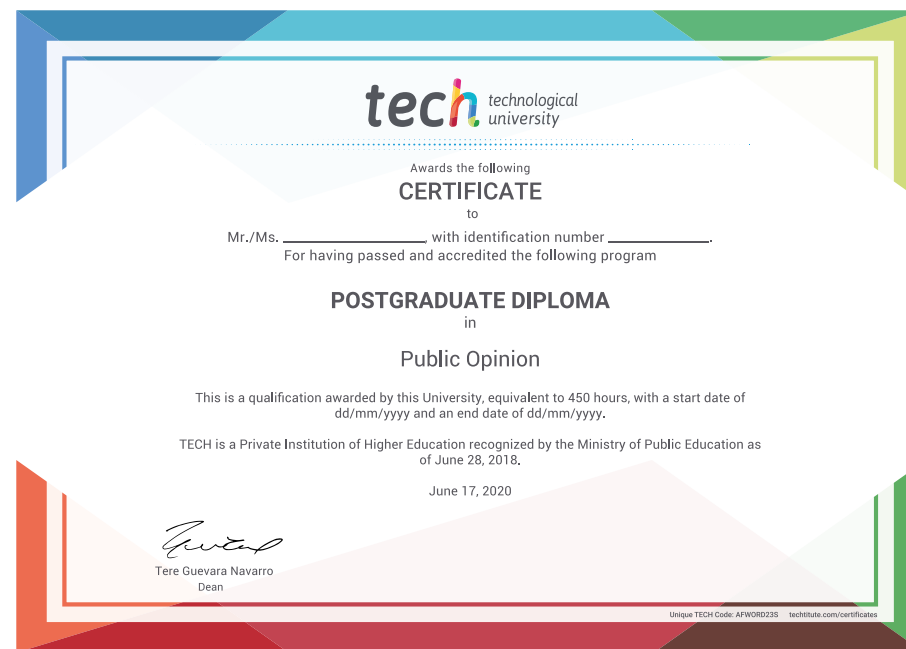 tech technological
university
Awards the following
CERTIFICATE
to
Mr./Ms. ____________, with identification number ____________.
For having passed and accredited the following program
POSTGRADUATE DIPLOMA
in
Public Opinion
This is a qualification awarded by this University, equivalent to 450 hours, with a start date of
dd/mm/yyyy and an end date of dd/mm/yyyy.
TECH is a Private Institution of Higher Education recognized by the Ministry of Public Education as
of June 28, 2018.
June 17, 2020
Tere Guevara Navarro
Dean
Unique TECH Code: AFWORD23S techtitute.com/certificates